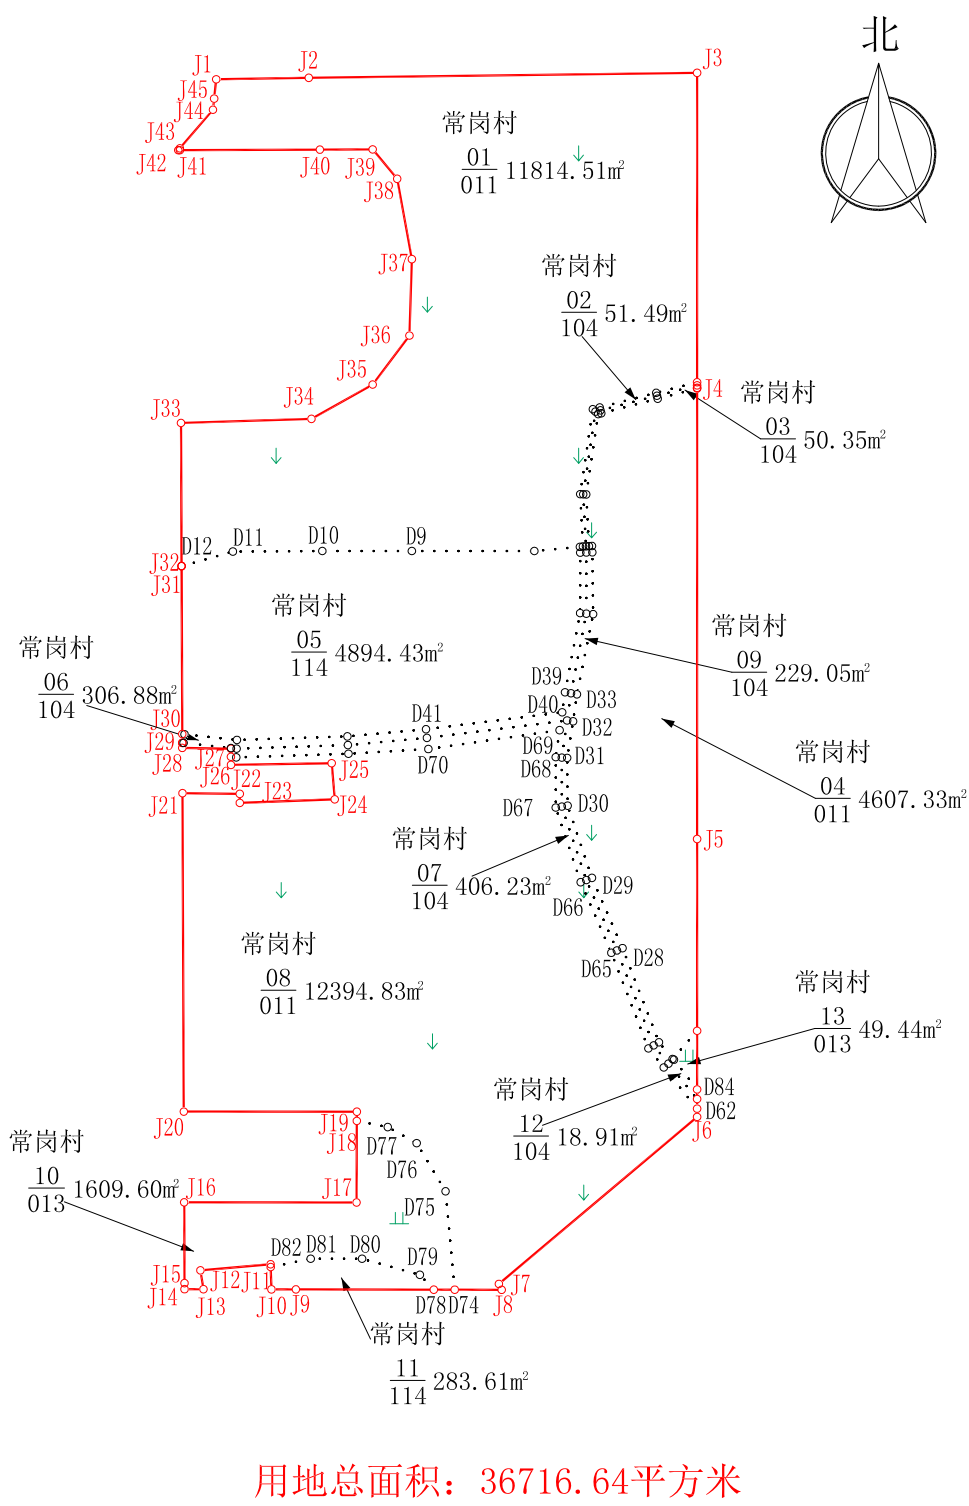 北
J1
J2
J3
J45
J44
J43
J42
J41
J40
J39
J38
常岗村
01
011
11814.51m²
J37
常岗村
02
104
51.49m²
J36
J35
J34
J33
J4
常岗村
03
104
50.35m²
D12
D11
D10
D9
J32
J31
常岗村
05
114
4894.43m²
常岗村
09
104
229.05m²
常岗村
06
104
306.88m²
D39
D33
D40
D32
D41
J30
J29
J28
J27
J26
J22
J25
D70
D69
D68
D31
常岗村
04
011
4607.33m²
J21
J23
J24
D67
D30
J5
常岗村
07
104
406.23m²
D29
D66
常岗村
08
011
12394.83m²
D65
D28
常岗村
13
013
49.44m²
D84
D62
J6
常岗村
12
104
18.91m²
J20
J19
J18
D77
D76
常岗村
10
013
1609.60m²
J16
J17
D75
D82
D81
D80
D79
J15
J14
J13
J12
J11
J10
J9
D78
D74
J7
J8
常岗村
11
114
283.61m²
用地总面积：36716.64平方米